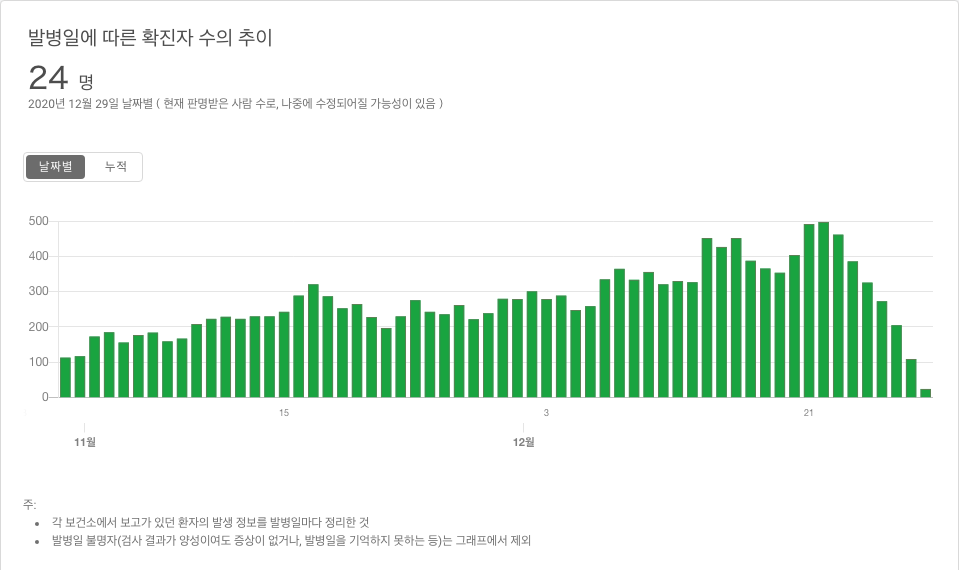 발병일에 따른 확진자 수의 추이
24 명
2020년 12월 29일 날짜별 ( 현재 판명받은 사람 수로, 나중에 수정되어질 가능성이 있음 )
날짜별 누적
500
400
300
200
100
0
15 3 21
11월 12월
주:
• 각 보건소에서 보고가 있던 환자의 발생 정보를 발병일마다 정리한 것
• 발병일 불명자(검사 결과가 양성이여도 증상이 없거나, 발병일을 기억하지 못하는 등)는 그래프에서 제외